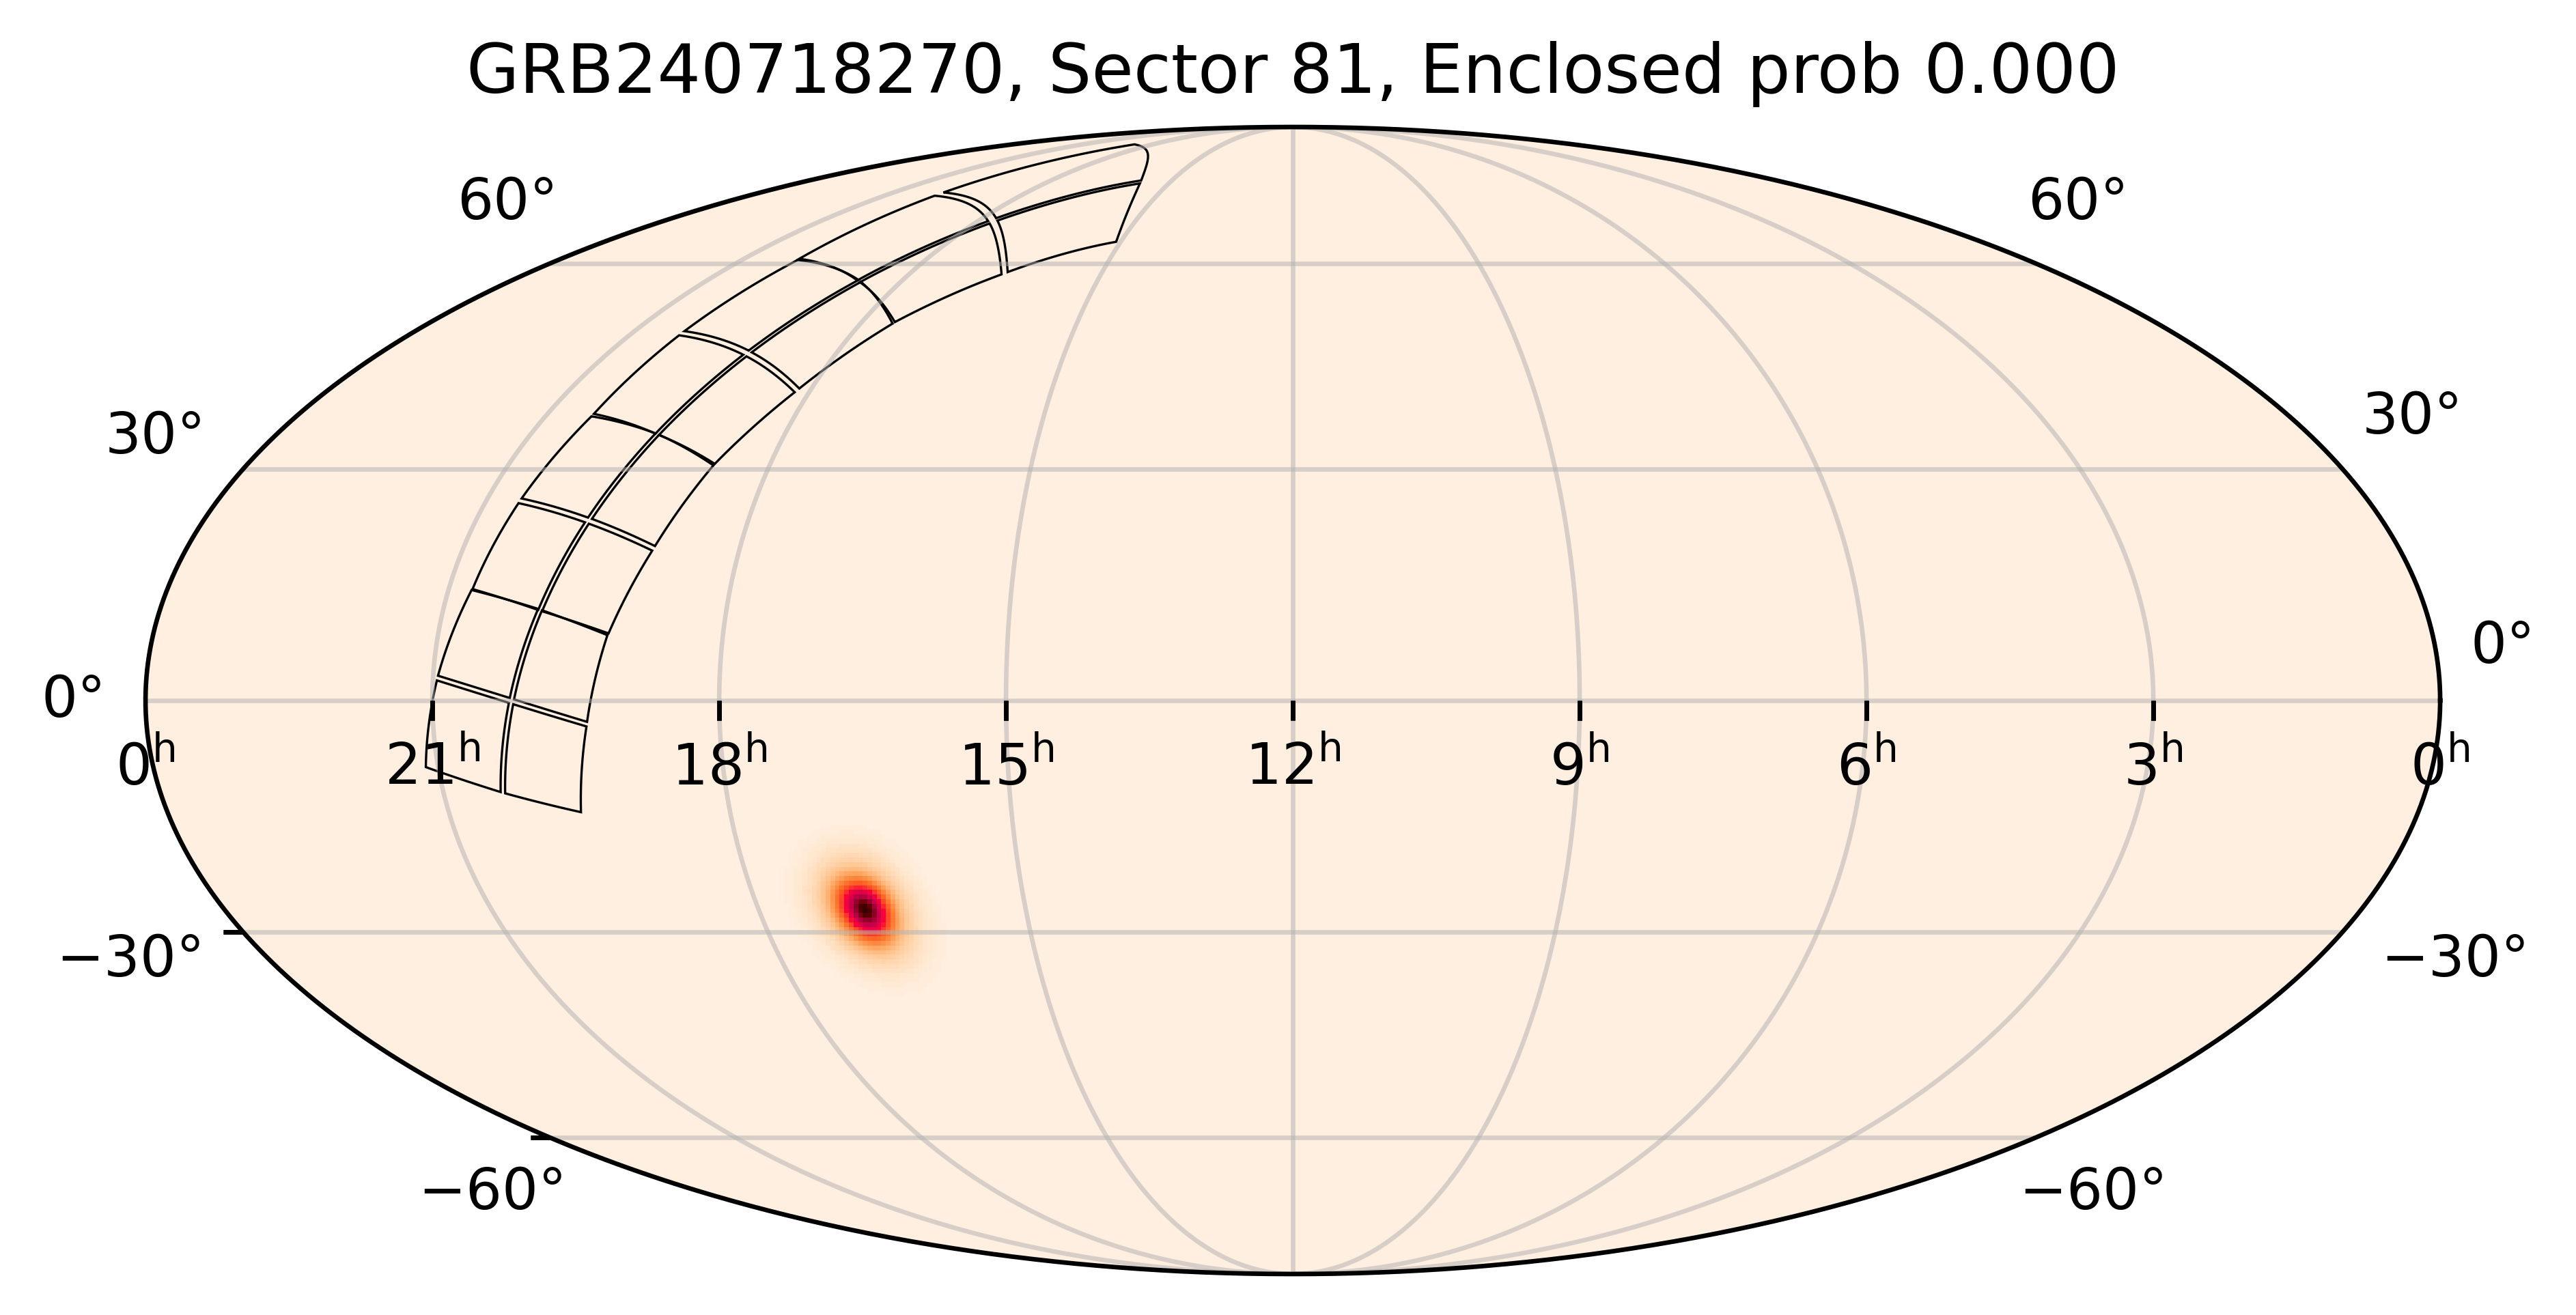 GRB240718270, Sector 81, Enclosed prob 0.000
60° 60°
30° 30°
0° 0°
0ʰ 21ʰ 18ʰ 15ʰ 12ʰ 9ʰ 6ʰ 3ʰ 0ʰ
−30° −30°
−60° −60°